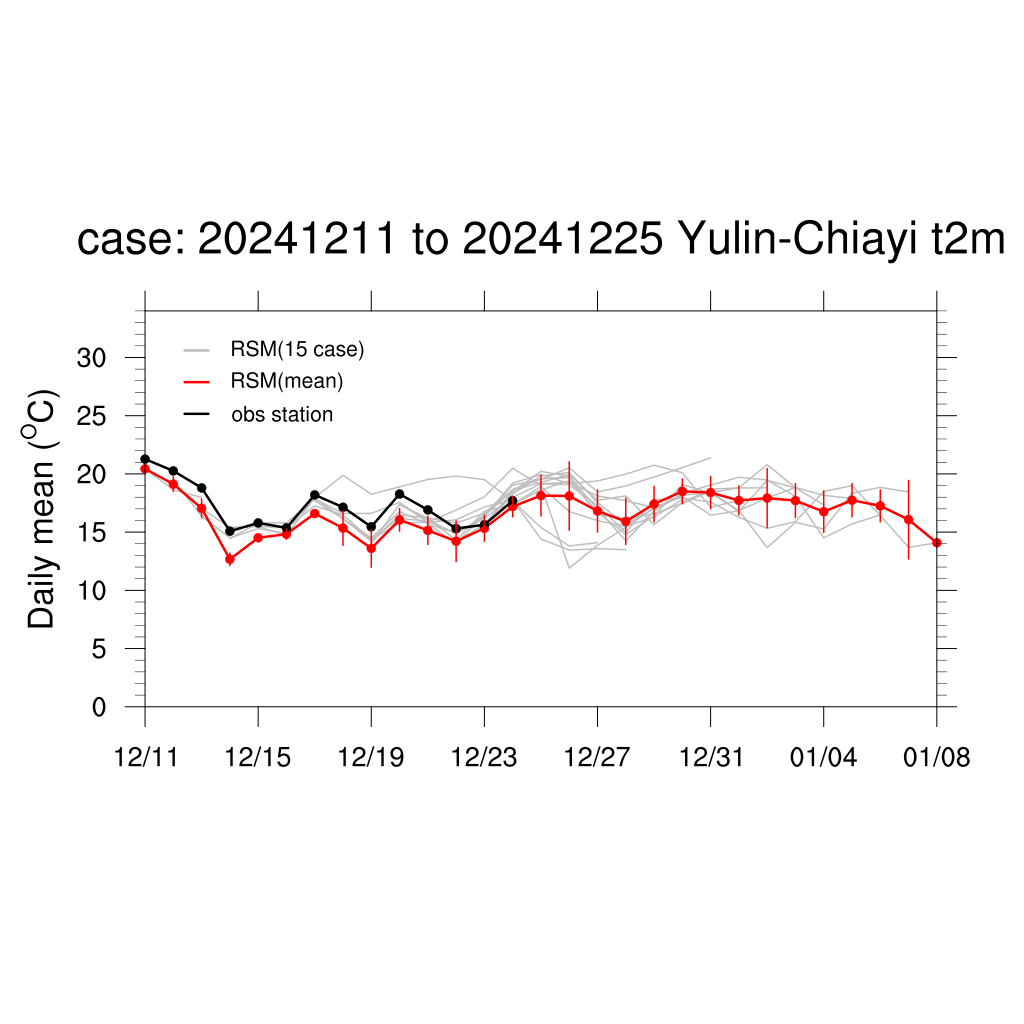 case: 20241211 to 20241225 Yulin-Chiayi t2m
RSM(15 case)
RSM(mean)
obs station
Daily mean (°C)
30
25
20
15
10
5
0
12/11 12/15 12/19 12/23 12/27 12/31 01/04 01/08